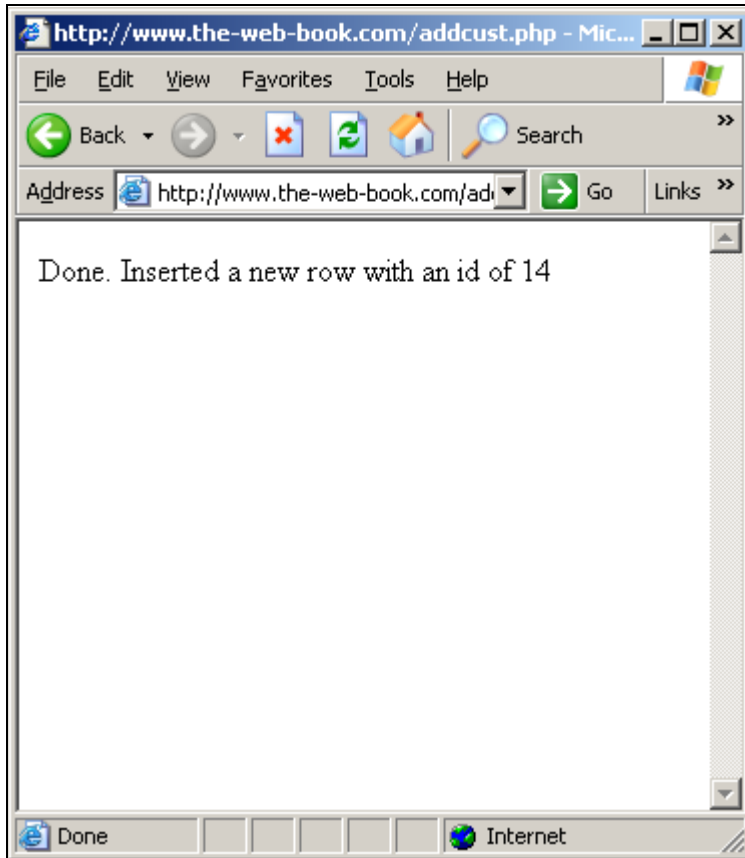 http://www.the-web-book.com/addcust.php - Mic...
File Edit View Favorites Tools Help
Back Search »
Address http://www.the-web-book.com/ad Go Links »
Done. Inserted a new row with an id of 14
Done Internet